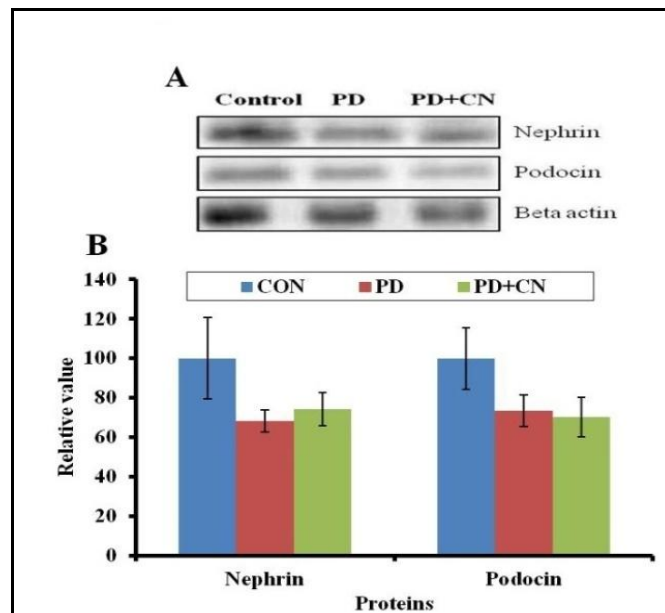 A
Control PD PD+CN
Nephrin
Podocin
Beta actin
B
CON PD PD+CN
140
120
100
80
60
40
20
0
Relative value
Nephrin Podocin
Proteins